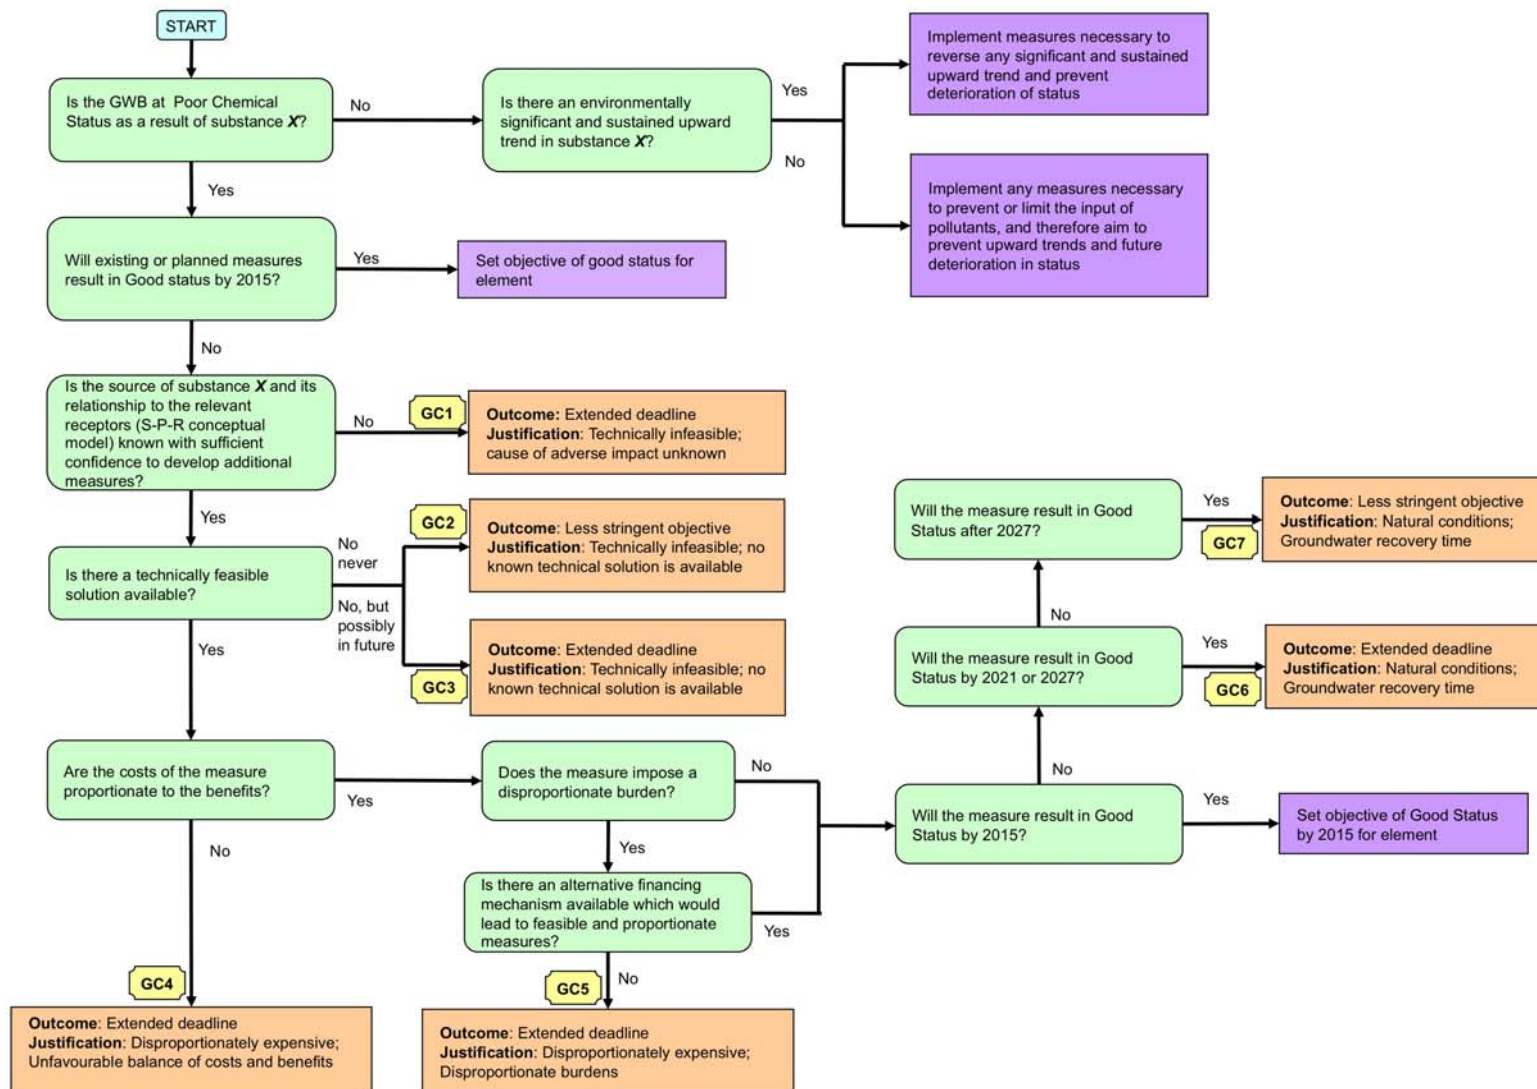 START
Is the GWB at Poor Chemical
Status as a result of substance X?
No
Is there an environmentally
significant and sustained upward
trend in substance X?
Yes
Implement measures necessary to
reverse any significant and sustained
upward trend and prevent
deterioration of status
No
Implement any measures necessary
to prevent or limit the input of
pollutants, and therefore aim to
prevent upward trends and future
deterioration in status
Yes
Will existing or planned measures
result in Good status by 2015?
Yes
Set objective of good status for
element
No
Is the source of substance X and its
relationship to the relevant
receptors (S-P-R conceptual
model) known with sufficient
confidence to develop additional
measures?
No
GC1
Outcome: Extended deadline
Justification: Technically infeasible;
cause of adverse impact unknown
Yes
Is there a technically feasible
solution available?
No
never
GC2
Outcome: Less stringent objective
Justification: Technically infeasible; no
known technical solution is available
No, but
possibly
in future
GC3
Outcome: Extended deadline
Justification: Technically infeasible; no
known technical solution is available
Yes
Are the costs of the measure
proportionate to the benefits?
Yes
Does the measure impose a
disproportionate burden?
No
Yes
Is there an alternative financing
mechanism available which would
lead to feasible and proportionate
measures?
Yes
No
GC5
Outcome: Extended deadline
Justification: Disproportionately expensive;
Disproportionate burdens
No
GC4
Outcome: Extended deadline
Justification: Disproportionately expensive;
Unfavourable balance of costs and benefits
Will the measure result in Good
Status by 2015?
Yes
Set objective of Good Status
by 2015 for element
No
Will the measure result in Good
Status by 2021 or 2027?
Yes
GC6
Outcome: Extended deadline
Justification: Natural conditions;
Groundwater recovery time
No
Will the measure result in Good
Status after 2027?
Yes
GC7
Outcome: Less stringent objective
Justification: Natural conditions;
Groundwater recovery time